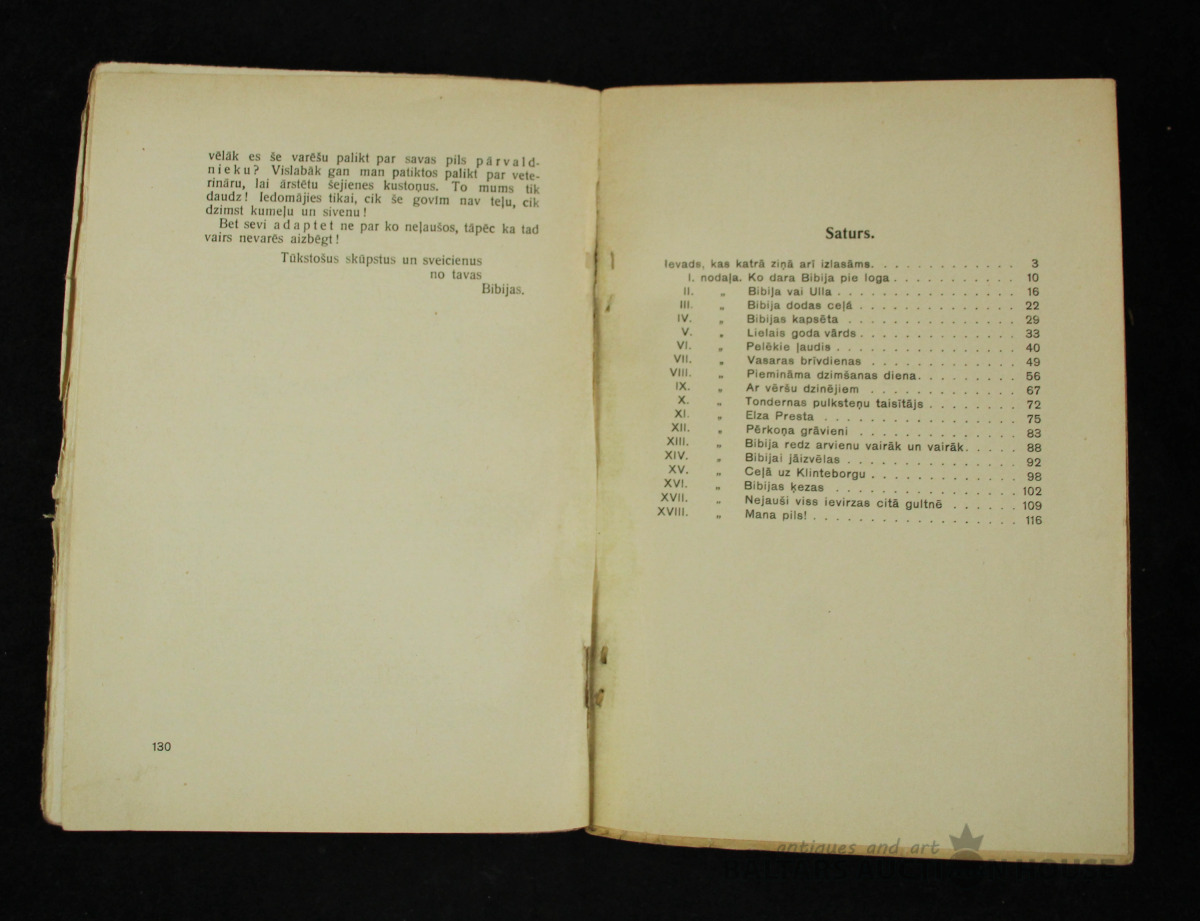 vēlāk es še varēšu palikt par savas pils pārvald-
nieku? Vislabāk gan man patiktos palikt par vete-
rināru, lai ārstētu šejienes kustoņus. To mums tik
daudz! Iedomājies tikai, cik še govīm nav teļu, cik
dzimst kumeļu un sivenu!
Bet sevi adaptet ne par ko neļaušos, tāpēc ka tad
vairs nevarēs aizbēgt!
Tūkstošus skūpstus un sveicienus
no tavas
Bibijas.
130
Saturs.
Ievads, kas katrā ziņā arī izlasāms. . . . . . . . . . . . 3
I. nodaļa. Ko dara Bibija pie loga . . . . . . . . . . 10
II. „ Bibija vai Ulla . . . . . . . . . . . . . . 16
III. „ Bibija dodas ceļā . . . . . . . . . . . . . 22
IV. „ Bibijas kapsēta . . . . . . . . . . . . . 29
V. „ Lielais goda vārds . . . . . . . . . . . . . 33
VI. „ Pelēkie ļaudis . . . . . . . . . . . . . . 40
VII. „ Vasaras brīvdienas . . . . . . . . . . . 49
VIII. „ Piemināma dzimšanas diena. . . . . . . . 56
IX. „ Ar vēršu dzinējiem . . . . . . . . . . . 67
X. „ Tondernas pulksteņu taisītājs . . . . . . . 72
XI. „ Elza Presta . . . . . . . . . . . . . . . 75
XII. „ Pērkoņa grāvieni . . . . . . . . . . . . 83
XIII. „ Bibija redz arvienu vairāk un vairāk. . . . . 88
XIV. „ Bibijai jāizvēlas . . . . . . . . . . . . . 92
XV. „ Ceļā uz Klinteborgu . . . . . . . . . . . 98
XVI. „ Bibijas ķezas . . . . . . . . . . . . . . 102
XVII. „ Nejauši viss ievirzas citā gultnē . . . . . . 109
XVIII. „ Mana pils! . . . . . . . . . . . . . . . . 116
antiques and art
BALTARS AUCTION HOUSE